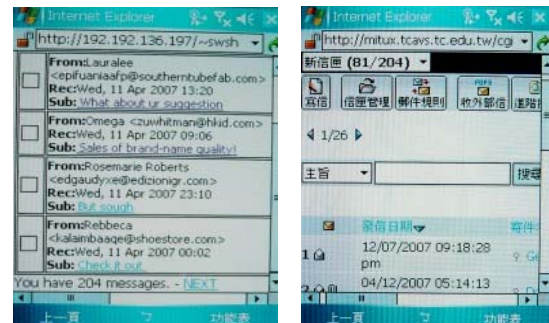 Internet Explorer
http://192.192.136.197/~swsh
From:Lauralee
<epifuaniaafp@southerntubefab.com>
Rec:Wed, 11 Apr 2007 13:20
Sub: What about ur suggestion
From:Omega <zuwhitman@hkid.com>
Rec:Wed, 11 Apr 2007 09:06
Sub: Sales of brand-name quality!
From:Rosemarie Roberts
<edgaudyxe@edizionigr.com>
Rec:Wed, 11 Apr 2007 23:10
Sub: But sough
From:Rebbeca
<kalaimbaaqe@shoestore.com>
Rec:Wed, 11 Apr 2007 00:02
Sub: Check it out
You have 204 messages. - NEXT
上一頁 功能表
Internet Explorer
http://mitux.tcavs.tc.edu.tw/cgi
新信匣 (81/204)
寫信 信匣管理 郵件規則 收外部信 進階
1/26
主旨 搜尋
發信日期 寄件
1 12/07/2007 09:18:28
pm
2 04/12/2007 05:14:13
上一頁 功能表